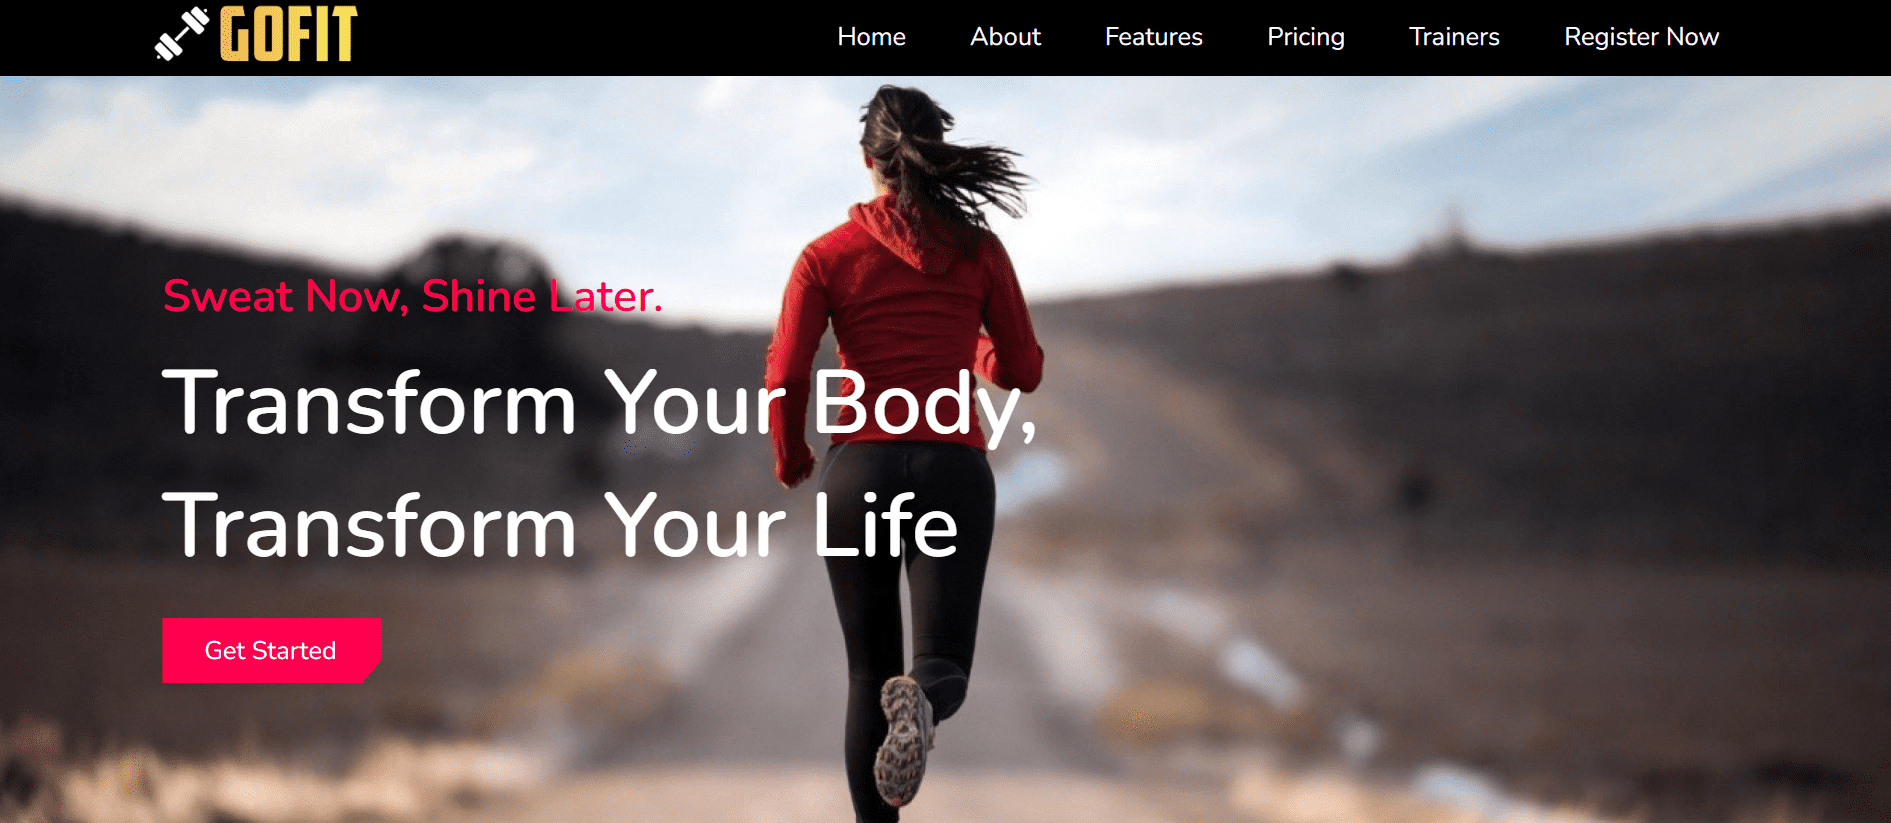 GOFIT
Home About Features Pricing Trainers Register Now
Sweat Now, Shine Later.
Transform Your Body,
Transform Your Life
Get Started